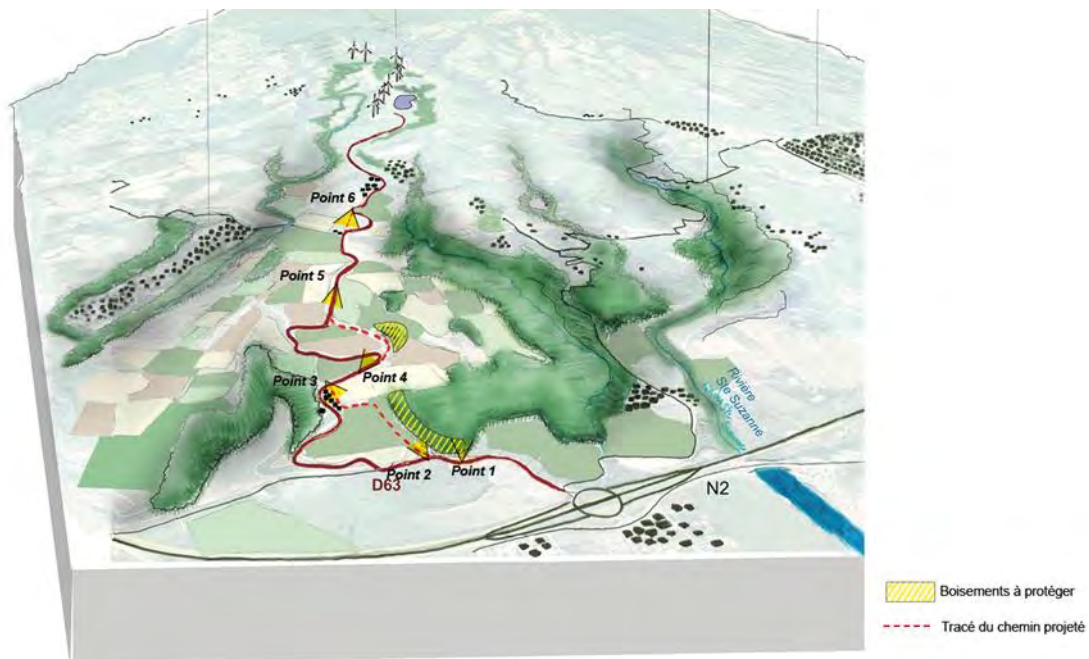 Point 6
Point 5
Point 3
Point 4
Rivière
Ste Suzanne
Point 2
Point 1
D63
N2
Boisements à protéger
Tracé du chemin projeté